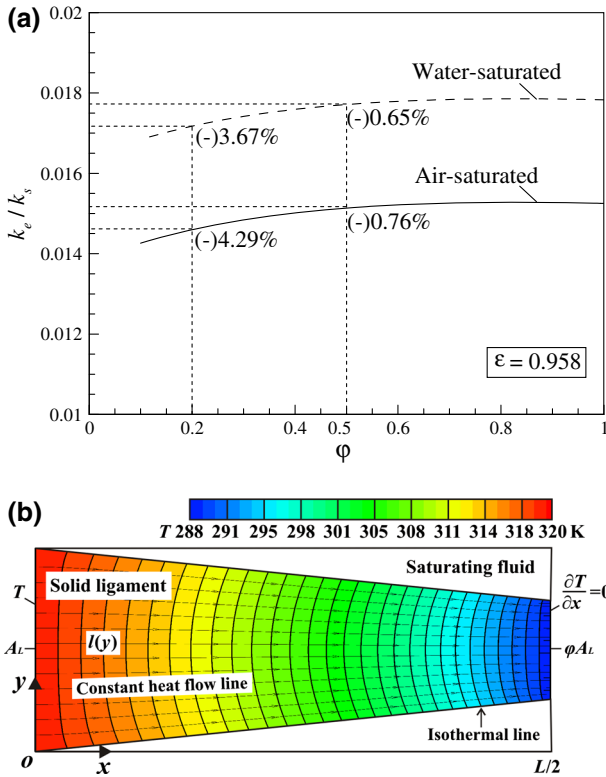 (a)
0.02
0.018
0.016
0.014
0.012
0.01
k_e / k_s
Water-saturated
(-)3.67%
(-)0.65%
Air-saturated
(-)4.29%
(-)0.76%
ε = 0.958
0 0.2 0.4 0.5 0.6 0.8 1
φ
(b)
T 288 291 295 298 301 305 308 311 314 318 320 K
Solid ligament
Saturating fluid
T
∂T/∂x =0
l(y)
A_L
φA_L
Constant heat flow line
y
Isothermal line
o
x
L/2